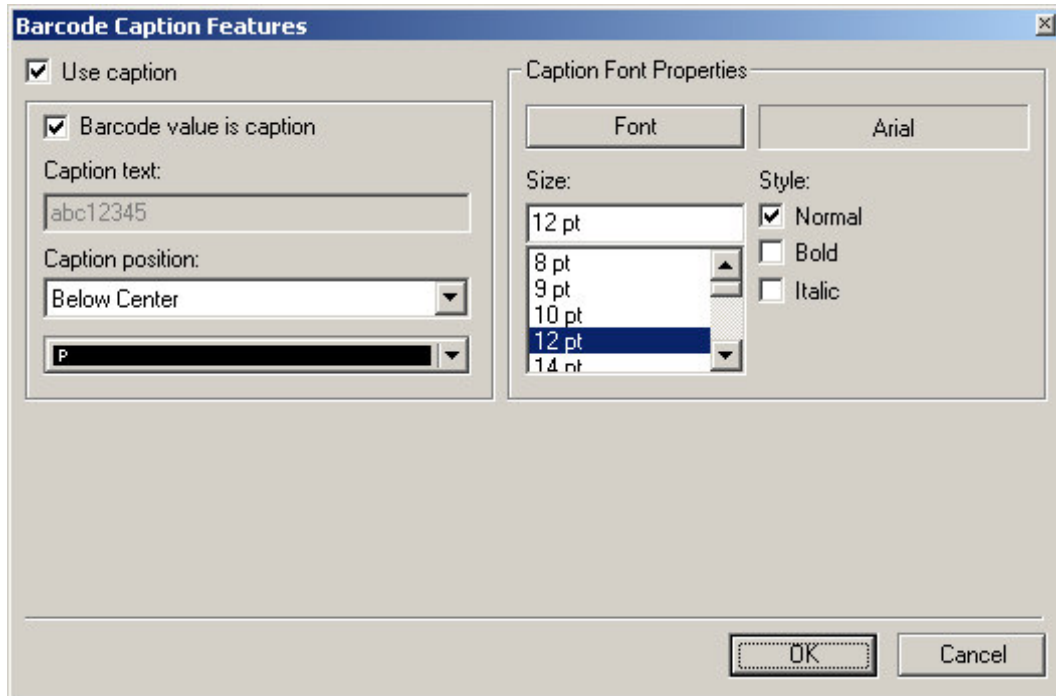 Barcode Caption Features
Use caption
Barcode value is caption
Caption text:
abc12345
Caption position:
Below Center
P
Caption Font Properties
Font
Arial
Size:
12 pt
8 pt
9 pt
10 pt
12 pt
14 pt
Style:
Normal
Bold
Italic
OK
Cancel